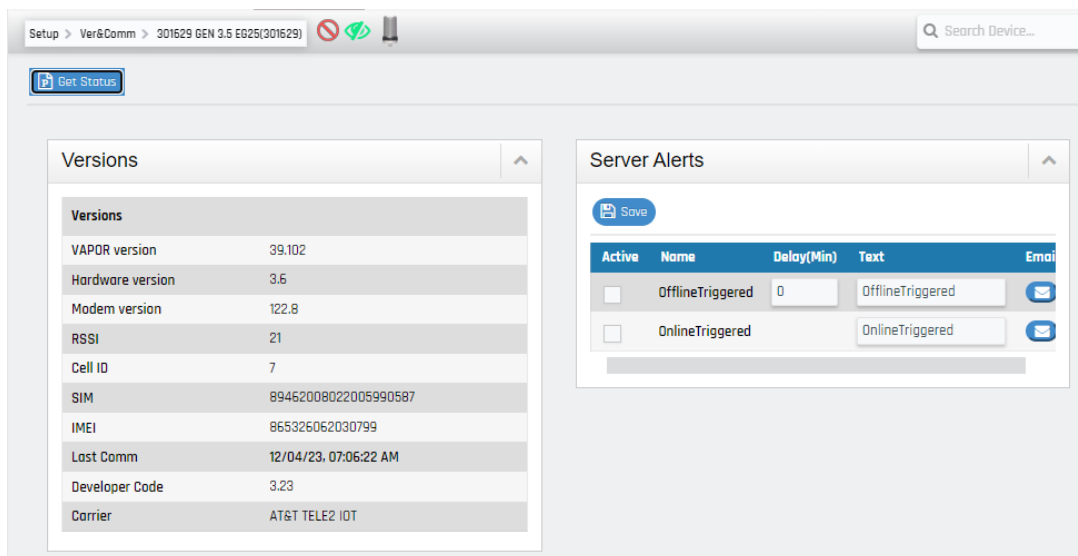 Setup > Ver&Comm > 301629 GEN 3.5 EG25(301629)
Search Device...
Get Status
Versions
Versions
VAPOR version 39.102
Hardware version 3.6
Modem version 122.8
RSSI 21
Cell ID 7
SIM 89462008022005990587
IMEI 865326062030799
Last Comm 12/04/23, 07:06:22 AM
Developer Code 3.23
Carrier AT&T TELE2 IOT
Server Alerts
Save
Active Name Delay(Min) Text Emai
OfflineTriggered 0 OfflineTriggered
OnlineTriggered OnlineTriggered